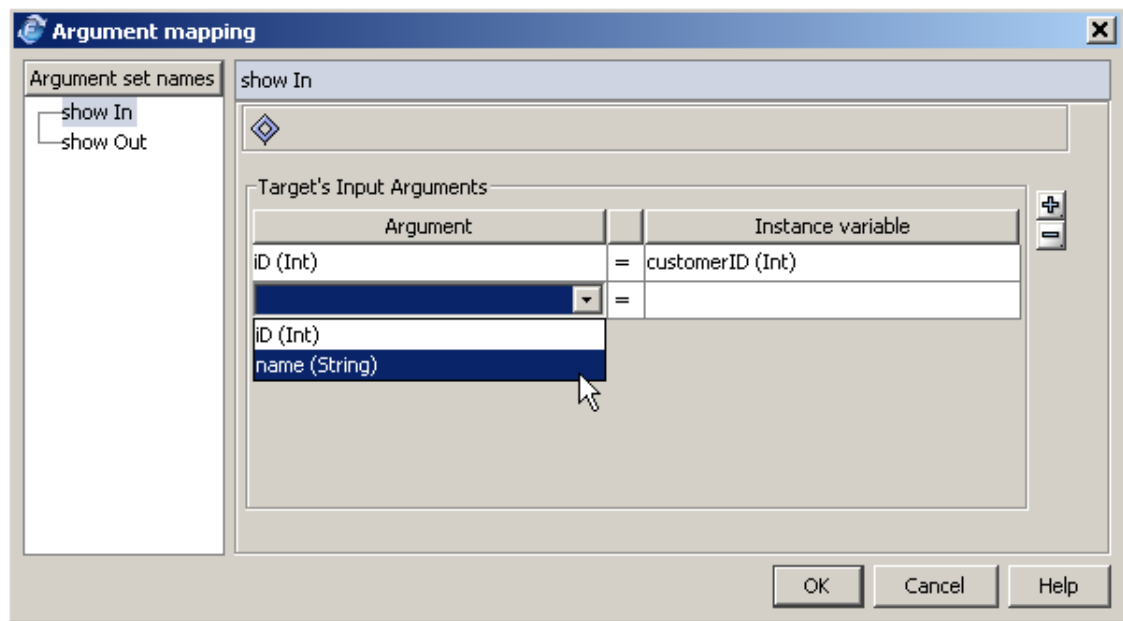 Argument mapping
Argument set names
show In
show Out
show In
Target's Input Arguments
Argument Instance variable
iD (Int) = customerID (Int)
=
iD (Int)
name (String)
OK Cancel Help